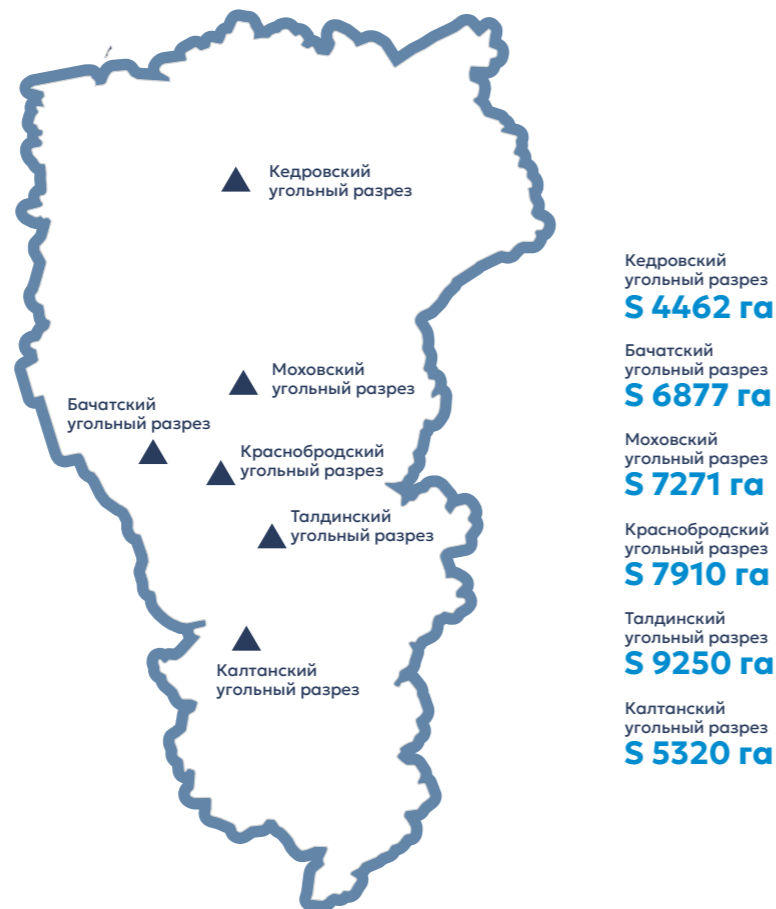 Кедровский
угольный разрез
Моховский
угольный разрез
Бачатский
угольный разрез
Краснобродский
угольный разрез
Талдинский
угольный разрез
Калтанский
угольный разрез
Кедровский
угольный разрез
S 4462 га
Бачатский
угольный разрез
S 6877 га
Моховский
угольный разрез
S 7271 га
Краснобродский
угольный разрез
S 7910 га
Талдинский
угольный разрез
S 9250 га
Калтанский
угольный разрез
S 5320 га